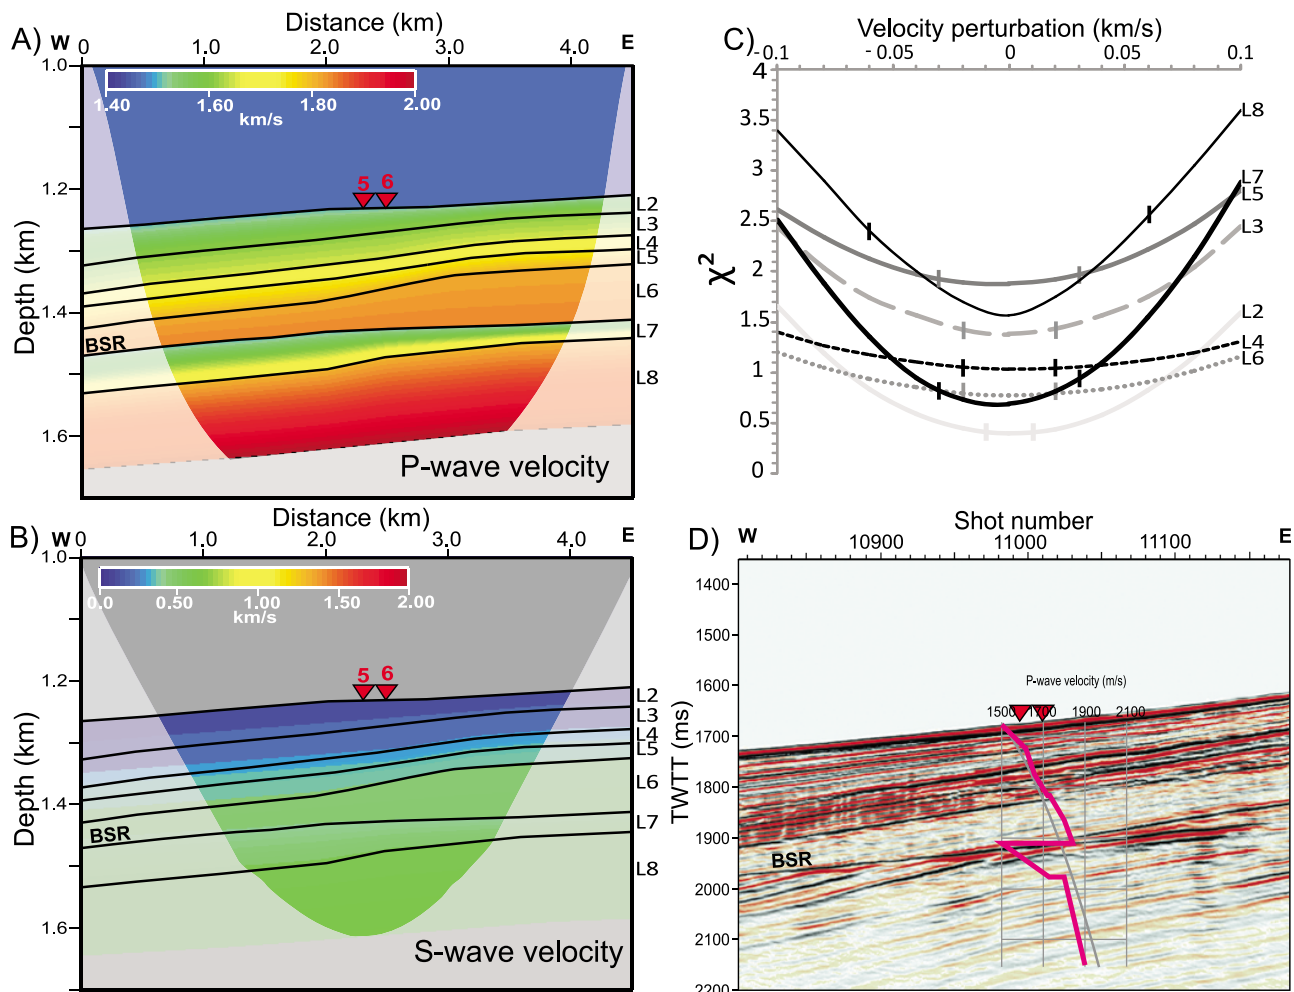 A)
Distance (km)
W 0 1.0 2.0 3.0 4.0 E
1.0
1.2
1.4
1.6
Depth (km)
1.40 1.60 1.80 2.00
km/s
5 6
L2
L3
L4
L5
L6
L7
L8
BSR
P-wave velocity
B)
Distance (km)
W 0 1.0 2.0 3.0 4.0 E
1.0
1.2
1.4
1.6
Depth (km)
0.0 0.50 1.00 1.50 2.00
km/s
5 6
L2
L3
L4
L5
L6
L7
L8
BSR
S-wave velocity
C)
Velocity perturbation (km/s)
-0.1 -0.05 0 0.05 0.1
4
3.5
3
2.5
2
1.5
1
0.5
0
χ2
L8
L7
L5
L3
L2
L4
L6
D)
Shot number
W 10900 11000 11100 E
1400
1500
1600
1700
1800
1900
2000
2100
2200
TWTT (ms)
P-wave velocity (m/s)
1500 1700 1900 2100
BSR